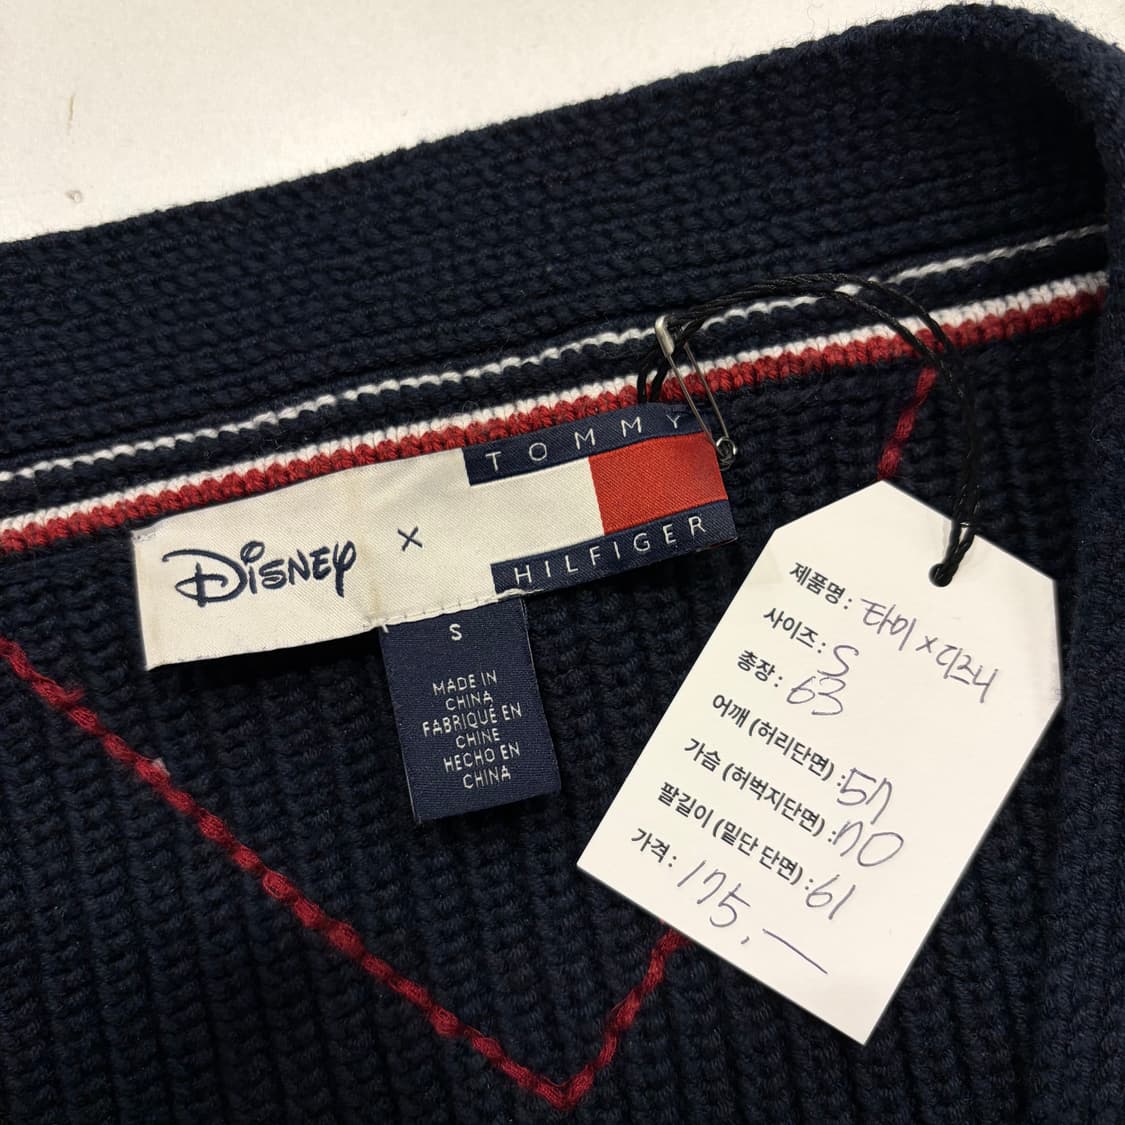 TOMMY
DISNEY ×
HILFIGER
S
MADE IN
CHINA
FABRIQUÉ EN
CHINE
HECHO EN
CHINA
제품명 : 타미 x 디즈니
사이즈 : S
총장 : 63
어깨 (허리단면) : 57
가슴 (허벅지단면) : 70
팔길이 (밑단 단면) : 61
가격 : 175,—